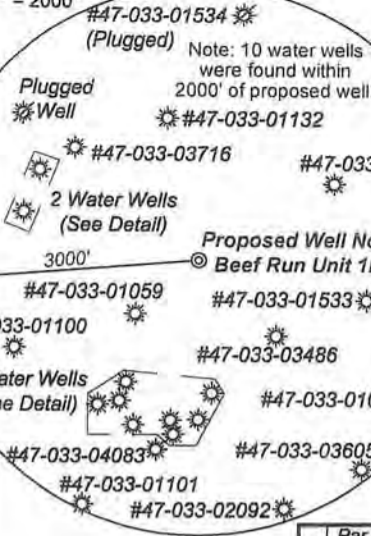 = 2000'
#47-033-01534
(Plugged)
Note: 10 water wells
were found within
2000' of proposed well
Plugged
Well
#47-033-01132
#47-033-03716
#47-033
2 Water Wells
(See Detail)
Proposed Well No
Beef Run Unit 1
3000'
#47-033-01059
#47-033-01533
33-01100
#47-033-03486
ater Wells
e Detail)
#47-033-01
#47-033-04083
#47-033-03605
#47-033-01101
#47-033-02092
Par